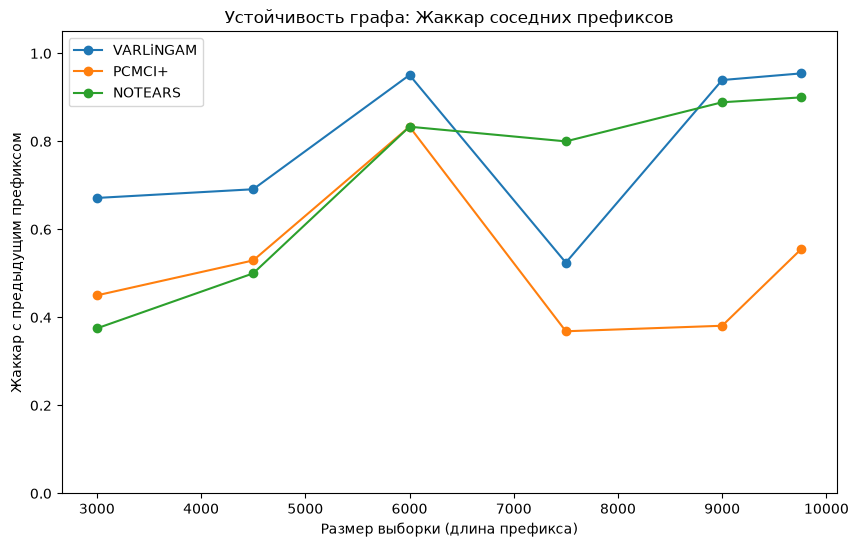 Устойчивость графа: Жаккар соседних префиксов
VARLiNGAM
PCMCI+
NOTEARS
Жаккар с предыдущим префиксом
1.0
0.8
0.6
0.4
0.2
0.0
3000 4000 5000 6000 7000 8000 9000 10000
Размер выборки (длина префикса)